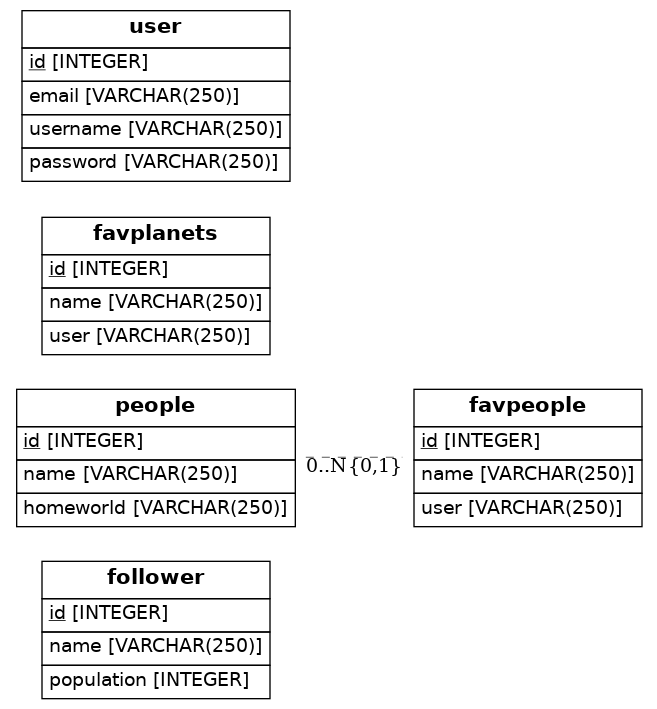 user
id [INTEGER]
email [VARCHAR(250)]
username [VARCHAR(250)]
password [VARCHAR(250)]
favplanets
id [INTEGER]
name [VARCHAR(250)]
user [VARCHAR(250)]
people
id [INTEGER]
name [VARCHAR(250)]
homeworld [VARCHAR(250)]
0..N{0,1}
favpeople
id [INTEGER]
name [VARCHAR(250)]
user [VARCHAR(250)]
follower
id [INTEGER]
name [VARCHAR(250)]
population [INTEGER]